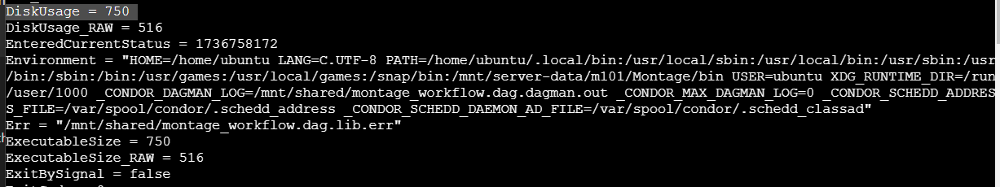 DiskUsage = 750
DiskUsage_RAW = 516
EnteredCurrentStatus = 1736758172
Environment = "HOME=/home/ubuntu LANG=C.UTF-8 PATH=/home/ubuntu/.local/bin:/usr/local/sbin:/usr/local/bin:/usr/sbin:/usr
/bin:/sbin:/bin:/usr/games:/usr/local/games:/snap/bin:/mnt/server-data/m101/Montage/bin USER=ubuntu XDG_RUNTIME_DIR=/run
/user/1000 _CONDOR_DAGMAN_LOG=/mnt/shared/montage_workflow.dag.dagman.out _CONDOR_MAX_DAGMAN_LOG=0 _CONDOR_SCHEDD_ADDRES
S_FILE=/var/spool/condor/.schedd_address _CONDOR_SCHEDD_DAEMON_AD_FILE=/var/spool/condor/.schedd_classad"
Err = "/mnt/shared/montage_workflow.dag.lib.err"
ExecutableSize = 750
ExecutableSize_RAW = 516
ExitBySignal = false